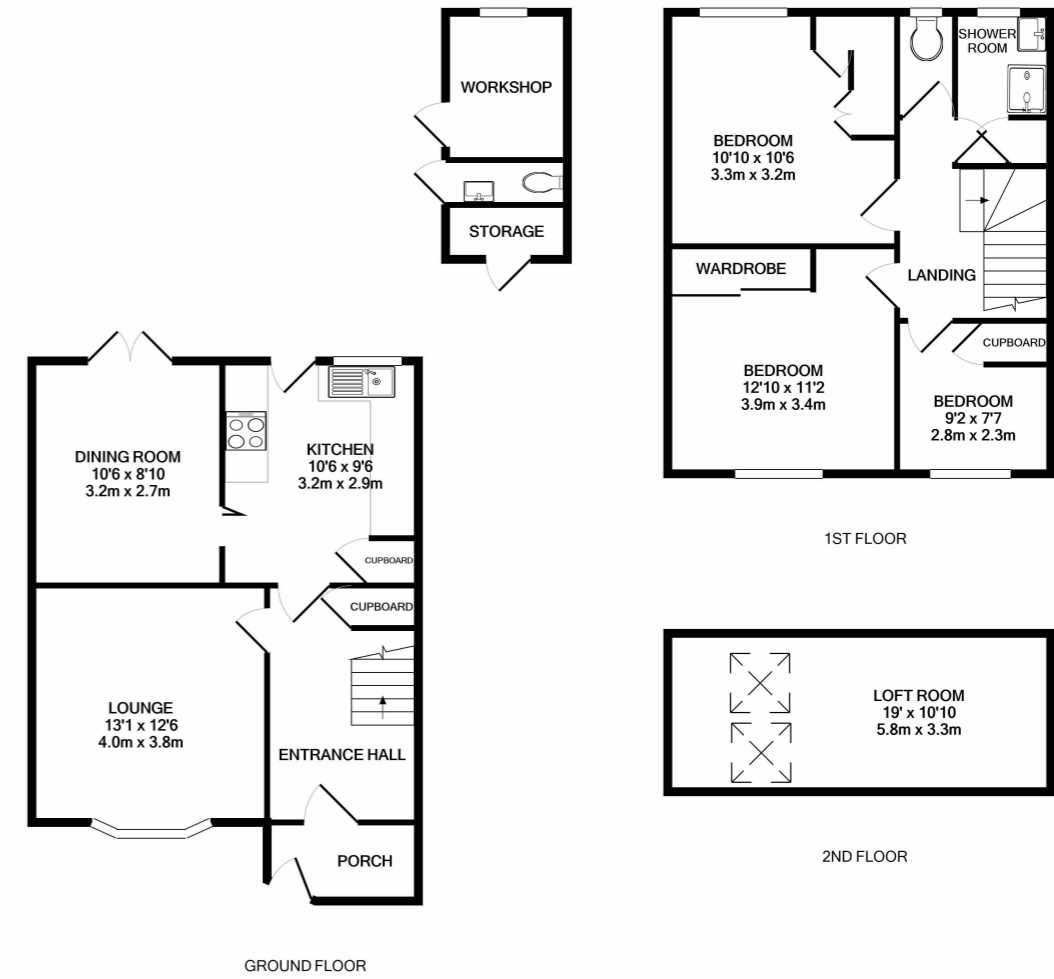 WORKSHOP
STORAGE
DINING ROOM
10'6 x 8'10
3.2m x 2.7m
KITCHEN
10'6 x 9'6
3.2m x 2.9m
CUPBOARD
CUPBOARD
LOUNGE
13'1 x 12'6
4.0m x 3.8m
ENTRANCE HALL
PORCH
GROUND FLOOR
SHOWER
ROOM
BEDROOM
10'10 x 10'6
3.3m x 3.2m
WARDROBE
LANDING
CUPBOARD
BEDROOM
12'10 x 11'2
3.9m x 3.4m
BEDROOM
9'2 x 7'7
2.8m x 2.3m
1ST FLOOR
LOFT ROOM
19' x 10'10
5.8m x 3.3m
2ND FLOOR